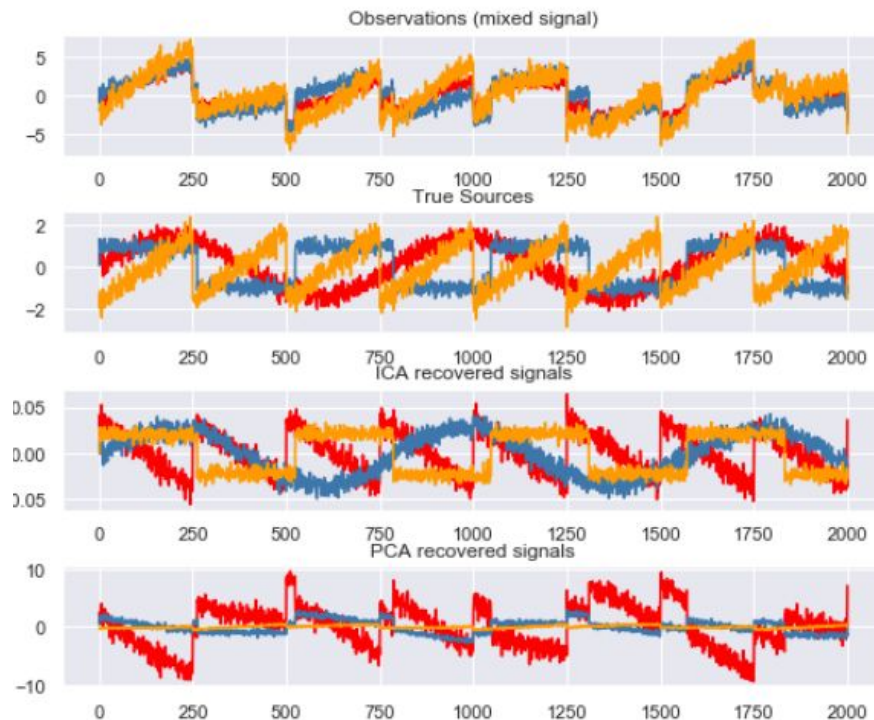 Observations (mixed signal)
5
0
−5
0 250 500 750 1000 1250 1500 1750 2000
True Sources
2
0
−2
0 250 500 750 1000 1250 1500 1750 2000
ICA recovered signals
0.05
0.00
0.05
0 250 500 750 1000 1250 1500 1750 2000
PCA recovered signals
10
0
−10
0 250 500 750 1000 1250 1500 1750 2000